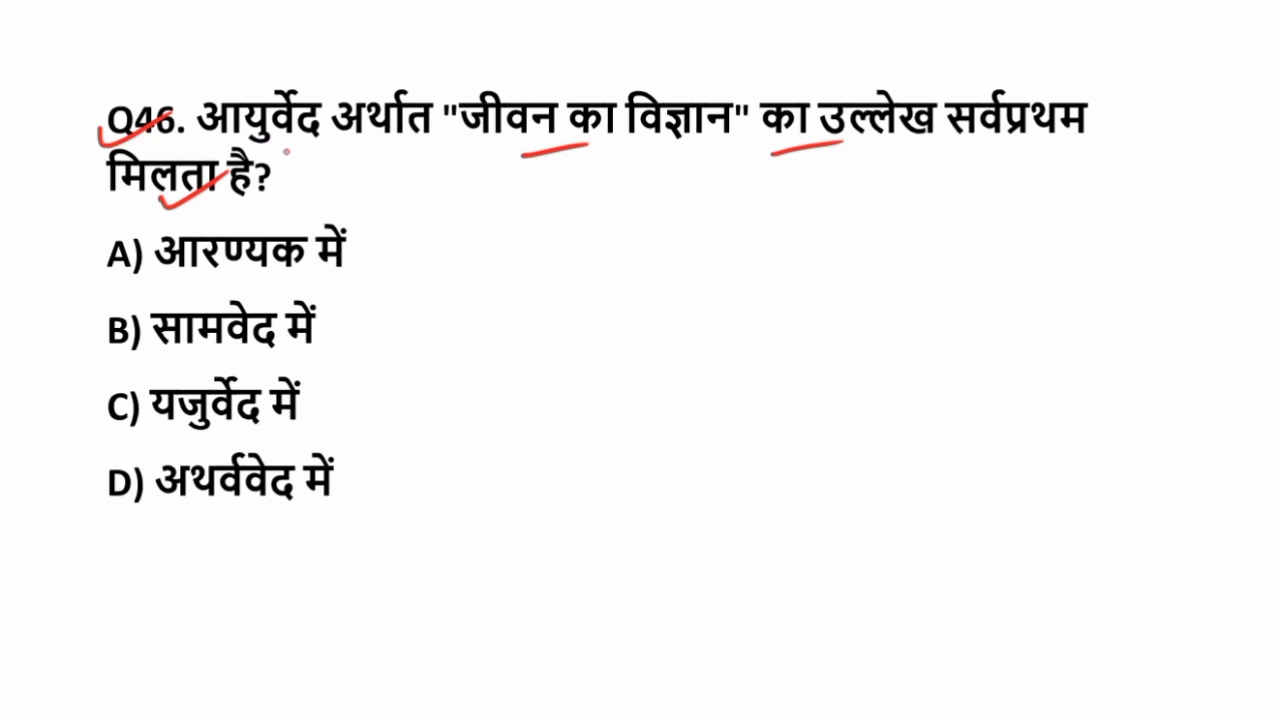 Q46. आयुर्वेद अर्थात "जीवन का विज्ञान" का उल्लेख सर्वप्रथम
मिलता है?
A) आरण्यक में
B) सामवेद में
C) यजुर्वेद में
D) अथर्ववेद में